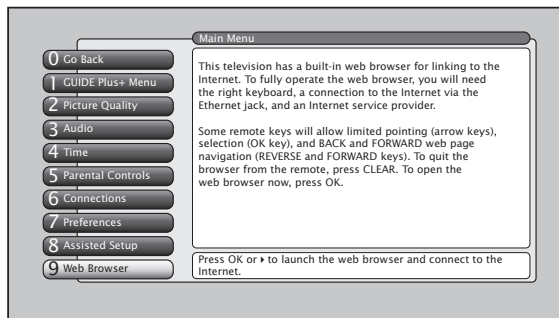 Main Menu
0 Go Back
1 GUIDE Plus+ Menu
2 Picture Quality
3 Audio
4 Time
5 Parental Controls
6 Connections
7 Preferences
8 Assisted Setup
9 Web Browser
This television has a built-in web browser for linking to the
Internet. To fully operate the web browser, you will need
the right keyboard, a connection to the Internet via the
Ethernet jack, and an Internet service provider.
Some remote keys will allow limited pointing (arrow keys),
selection (OK key), and BACK and FORWARD web page
navigation (REVERSE and FORWARD keys). To quit the
browser from the remote, press CLEAR. To open the
web browser now, press OK.
Press OK or ▸ to launch the web browser and connect to the
Internet.